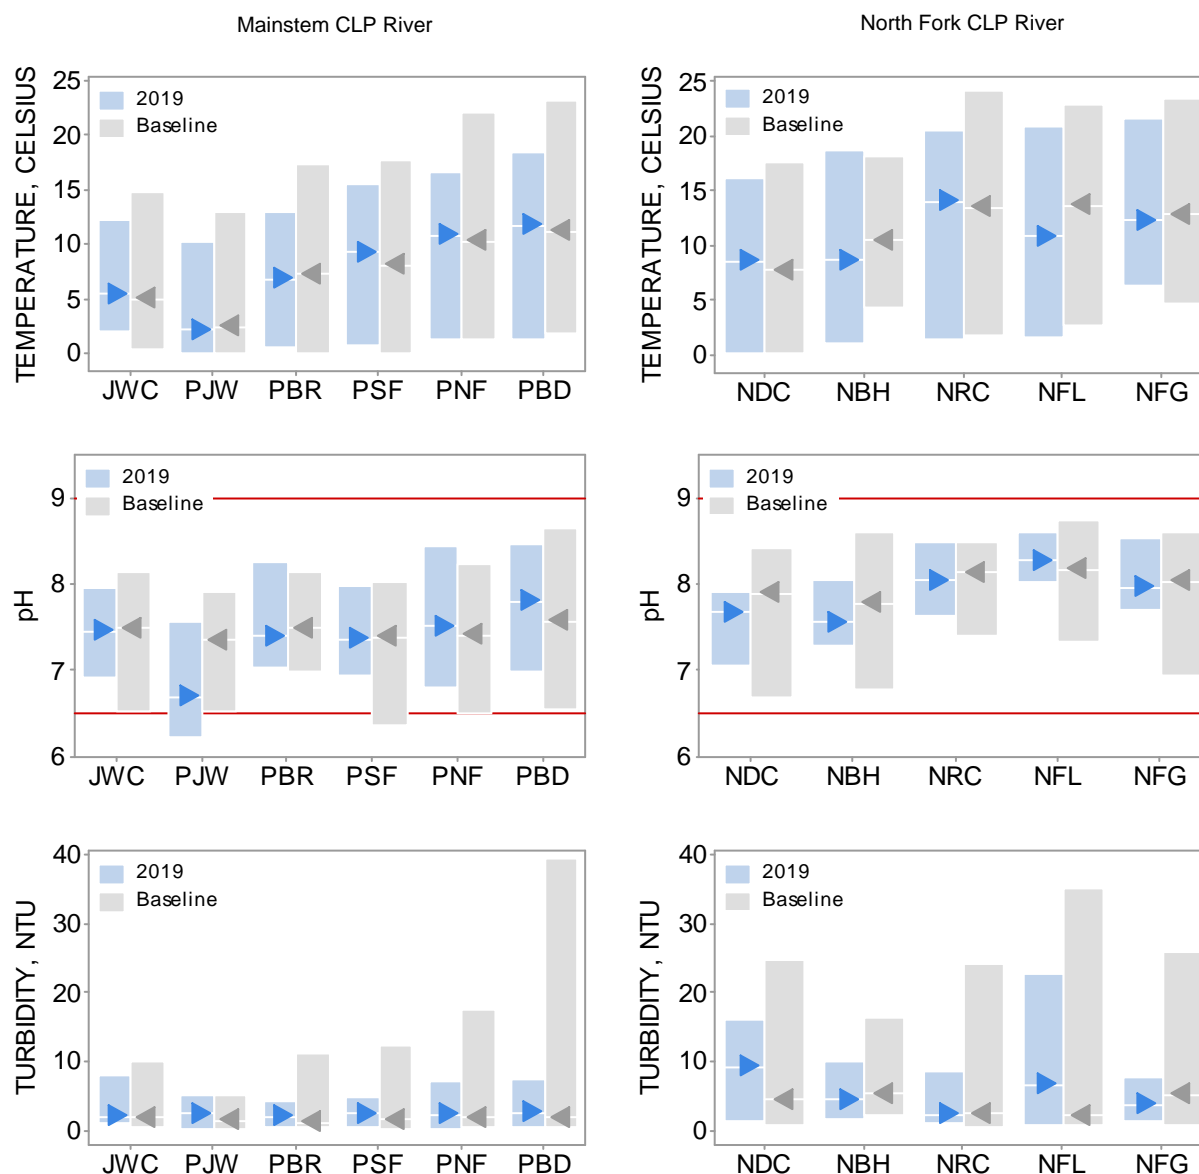 Mainstem CLP River
North Fork CLP River
TEMPERATURE, CELSIUS
25
20
15
10
5
0
2019
Baseline
JWC PJW PBR PSF PNF PBD
TEMPERATURE, CELSIUS
25
20
15
10
5
0
2019
Baseline
NDC NBH NRC NFL NFG
pH
9
8
7
6
2019
Baseline
JWC PJW PBR PSF PNF PBD
pH
9
8
7
6
2019
Baseline
NDC NBH NRC NFL NFG
TURBIDITY, NTU
40
30
20
10
0
2019
Baseline
JWC PJW PBR PSF PNF PBD
TURBIDITY, NTU
40
30
20
10
0
2019
Baseline
NDC NBH NRC NFL NFG